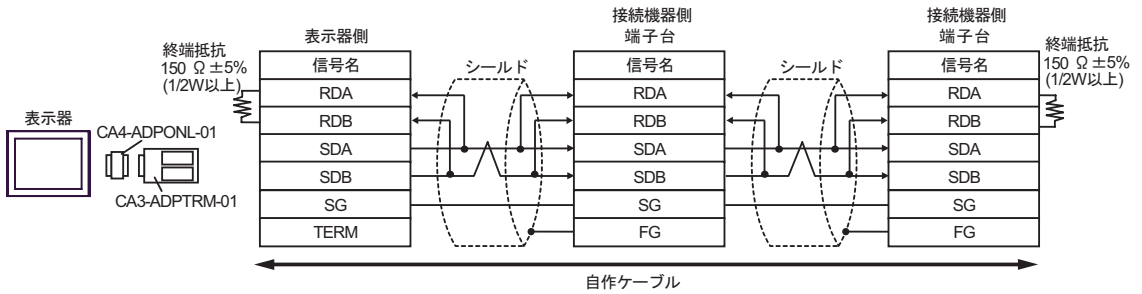 表示器
CA4-ADPONL-01
CA3-ADPTRM-01
終端抵抗
150 Ω ±5%
(1/2W以上)
表示器側
信号名
RDA
RDB
SDA
SDB
SG
TERM
シールド
接続機器側
端子台
信号名
RDA
RDB
SDA
SDB
SG
FG
シールド
接続機器側
端子台
信号名
RDA
RDB
SDA
SDB
SG
FG
終端抵抗
150 Ω ±5%
(1/2W以上)
自作ケーブル